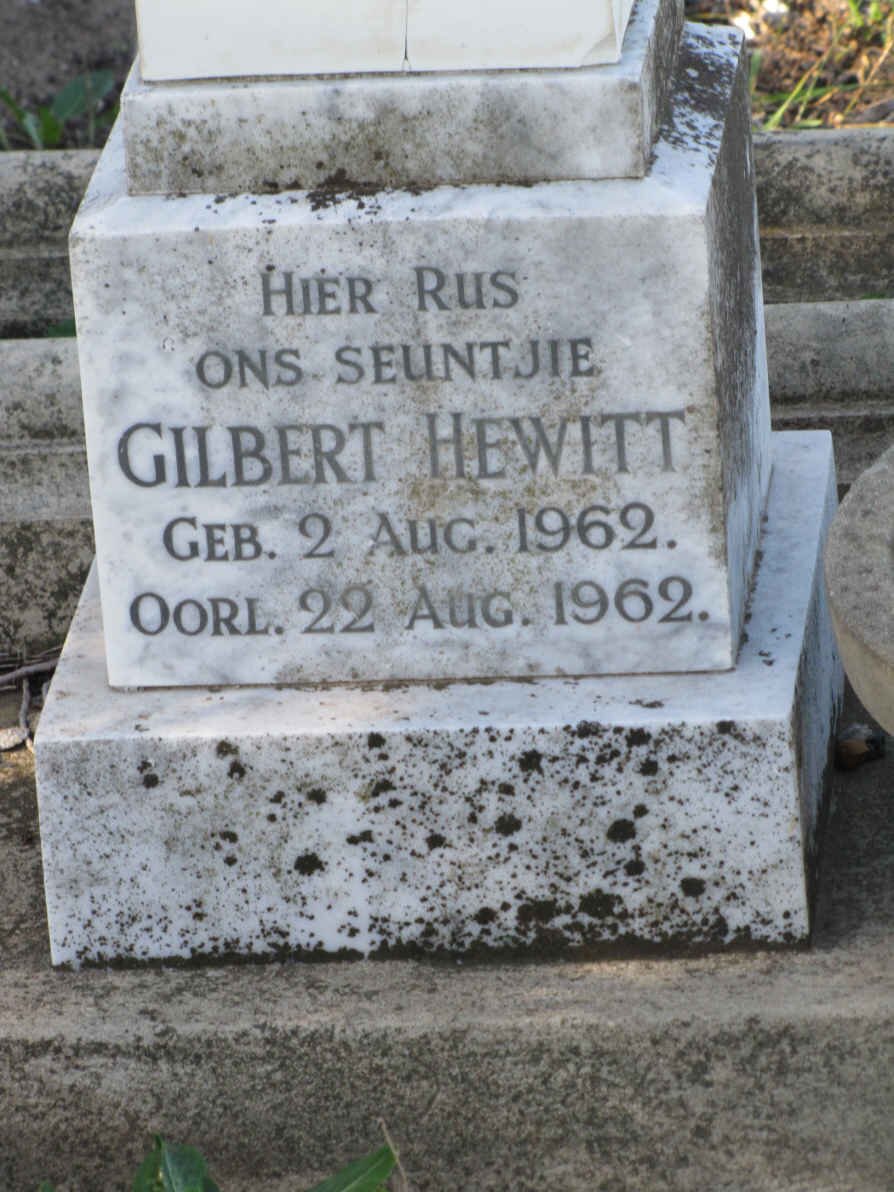 HIER RUS
ONS SEUNTJIE
GILBERT HEWITT
GEB. 2 AUG. 1962.
OORL. 22 AUG. 1962.